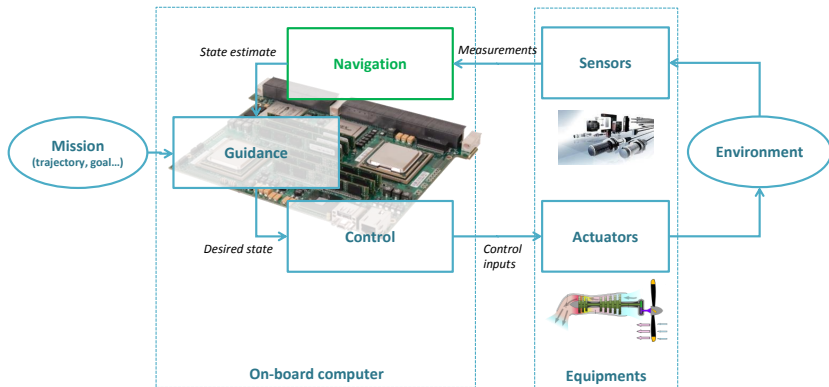 State estimate
Navigation
Measurements
Sensors
Mission
(trajectory, goal…)
Guidance
Environment
Desired state
Control
Control
inputs
Actuators
On-board computer
Equipments